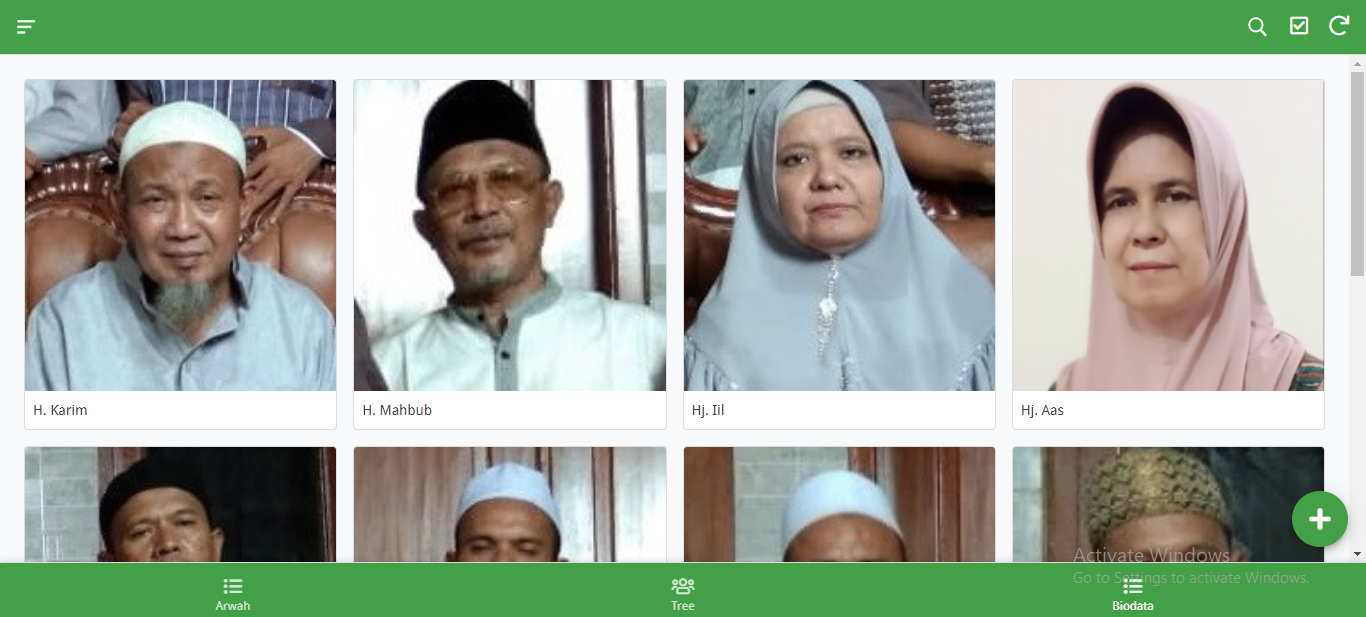 H. Karim
H. Mahbub
Hj. Iil
Hj. Aas
Activate Windows
Go to Settings to activate Windows.
Arwah
Tree
Biodata